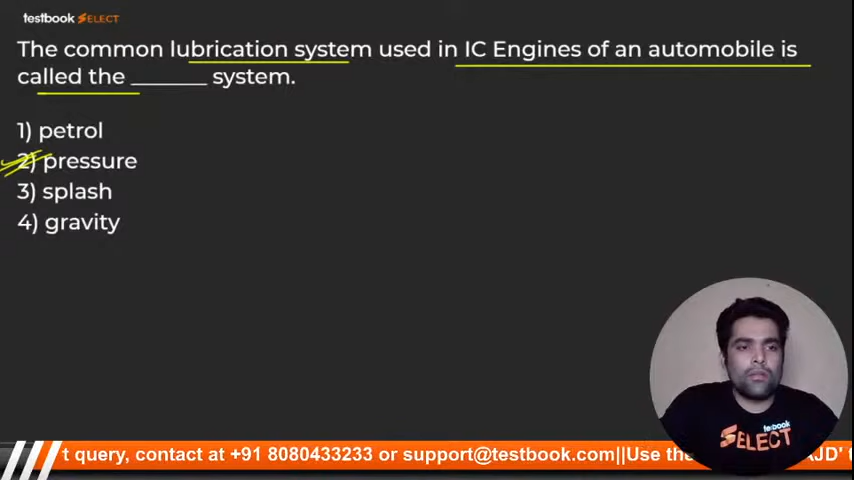 testbook SELECT
The common lubrication system used in IC Engines of an automobile is
called the ______ system.
1) petrol
2) pressure
3) splash
4) gravity
testbook
SELECT
t query, contact at +91 8080433233 or support@testbook.com||Use the AJD' t